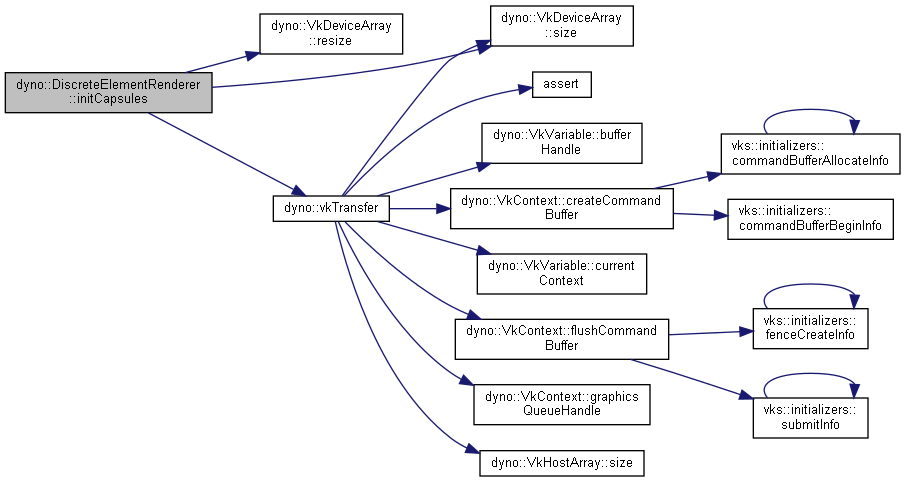 dyno::DiscreteElementRenderer
::initCapsules
dyno::VkDeviceArray
::resize
dyno::VkDeviceArray
::size
dyno::vkTransfer
assert
dyno::VkVariable::buffer
Handle
dyno::VkContext::createCommand
Buffer
dyno::VkVariable::current
Context
dyno::VkContext::flushCommand
Buffer
dyno::VkContext::graphics
QueueHandle
dyno::VkHostArray::size
vks::initializers::
commandBufferAllocateInfo
vks::initializers::
commandBufferBeginInfo
vks::initializers::
fenceCreateInfo
vks::initializers::
submitInfo